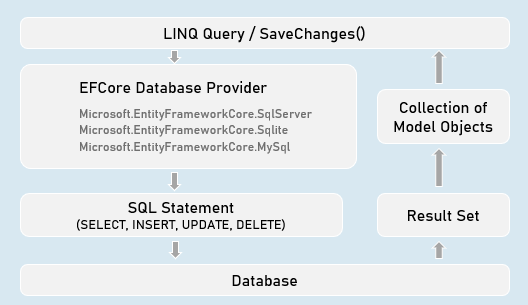 LINQ Query / SaveChanges()
EFCore Database Provider
Microsoft.EntityFrameworkCore.SqlServer
Microsoft.EntityFrameworkCore.Sqlite
Microsoft.EntityFrameworkCore.MySql
Collection of
Model Objects
SQL Statement
(SELECT, INSERT, UPDATE, DELETE)
Result Set
Database